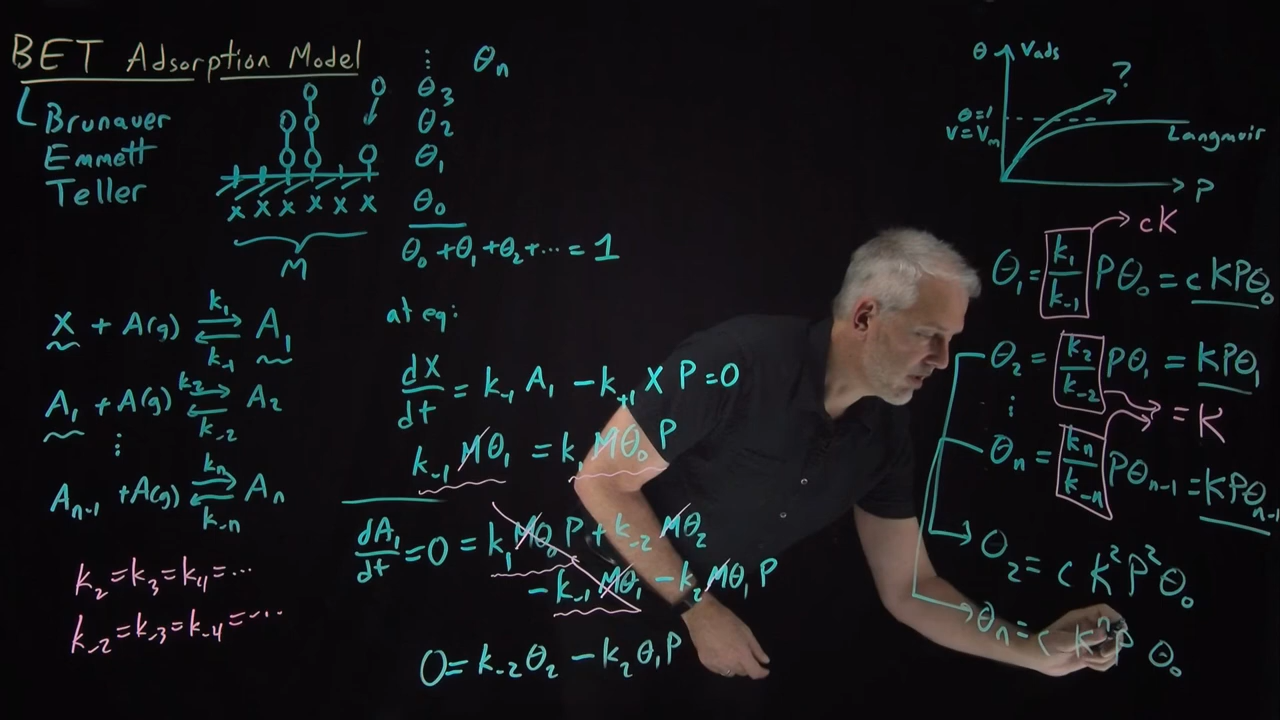 BET Adsorption Model
Brunauer
Emmett
Teller
x x x x x x
M
⋮ θn
θ3
θ2
θ1
θ0
θ0 + θ1 + θ2 + ⋯ = 1
X + A(g) ⇌ A1
k1
k-1
A1 + A(g) ⇌ A2
k2
k-2
⋮
An-1 + A(g) ⇌ An
kn
k-n
k2 = k3 = k4 = ⋯
k-2 = k-3 = k-4 = ⋯
at eq:
dX/dt = k-1 A1 − k+1 X P = 0
k-1 Mθ1 = k1 Mθ0 P
dA1/dt = 0 = k1 Mθ0 P + k-2 Mθ2
− k-1 Mθ1 − k2 Mθ1 P
0 = k-2 θ2 − k2 θ1 P
θ Vads
?
θ=1
V=Vm
Langmuir
P
cK
θ1 = k1/k-1 Pθ0 = cKPθ0
θ2 = k2/k-2 Pθ1 = KPθ1
⋮
= K
θn = kn/k-n Pθn-1 = KPθn-1
θ2 = c K² P² θ0
θn = c Kⁿ P θ0